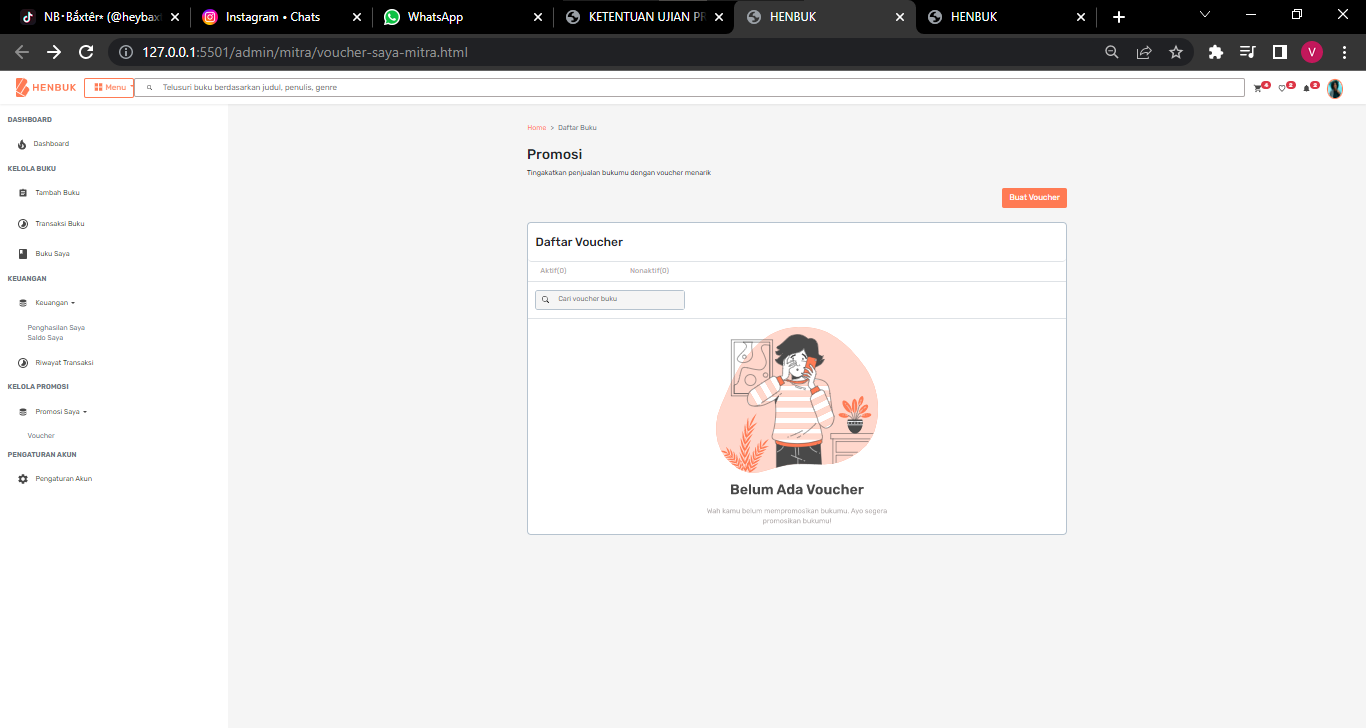 NB•Bẩxtêr⭑ (@heybax
Instagram • Chats
WhatsApp
KETENTUAN UJIAN PR
HENBUK
HENBUK
127.0.0.1:5501/admin/mitra/voucher-saya-mitra.html
V
HENBUK
Menu
Telusuri buku berdasarkan judul, penulis, genre
DASHBOARD
Dashboard
KELOLA BUKU
Tambah Buku
Transaksi Buku
Buku Saya
KEUANGAN
Keuangan
Penghasilan Saya
Saldo Saya
Riwayat Transaksi
KELOLA PROMOSI
Promosi Saya
Voucher
PENGATURAN AKUN
Pengaturan Akun
Home > Daftar Buku
Promosi
Tingakatkan penjualan bukumu dengan voucher menarik
Buat Voucher
Daftar Voucher
Aktif(0) Nonaktif(0)
Cari voucher buku
Belum Ada Voucher
Wah kamu belum mempromosikan bukumu. Ayo segera
promosikan bukumu!